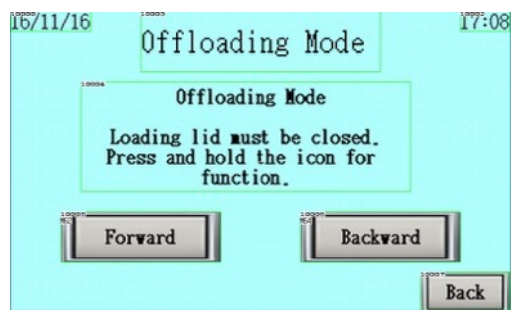 16/11/16
17:08
Offloading Mode
Offloading Mode
Loading lid must be closed.
Press and hold the icon for
function.
Forward
Backward
Back